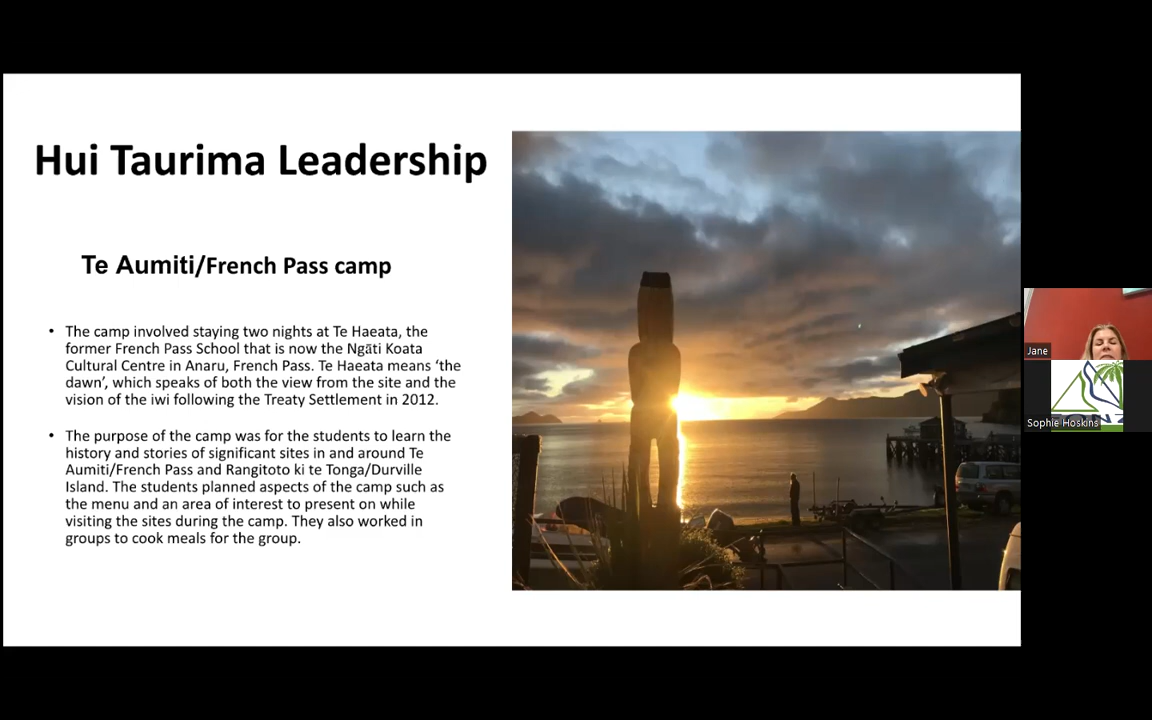 Hui Taurima Leadership
Te Aumiti/French Pass camp
• The camp involved staying two nights at Te Haeata, the
former French Pass School that is now the Ngāti Koata
Cultural Centre in Anaru, French Pass. Te Haeata means ‘the
dawn’, which speaks of both the view from the site and the
vision of the iwi following the Treaty Settlement in 2012.
• The purpose of the camp was for the students to learn the
history and stories of significant sites in and around Te
Aumiti/French Pass and Rangitoto ki te Tonga/Durville
Island. The students planned aspects of the camp such as
the menu and an area of interest to present on while
visiting the sites during the camp. They also worked in
groups to cook meals for the group.
Jane
Sophie Hoskins